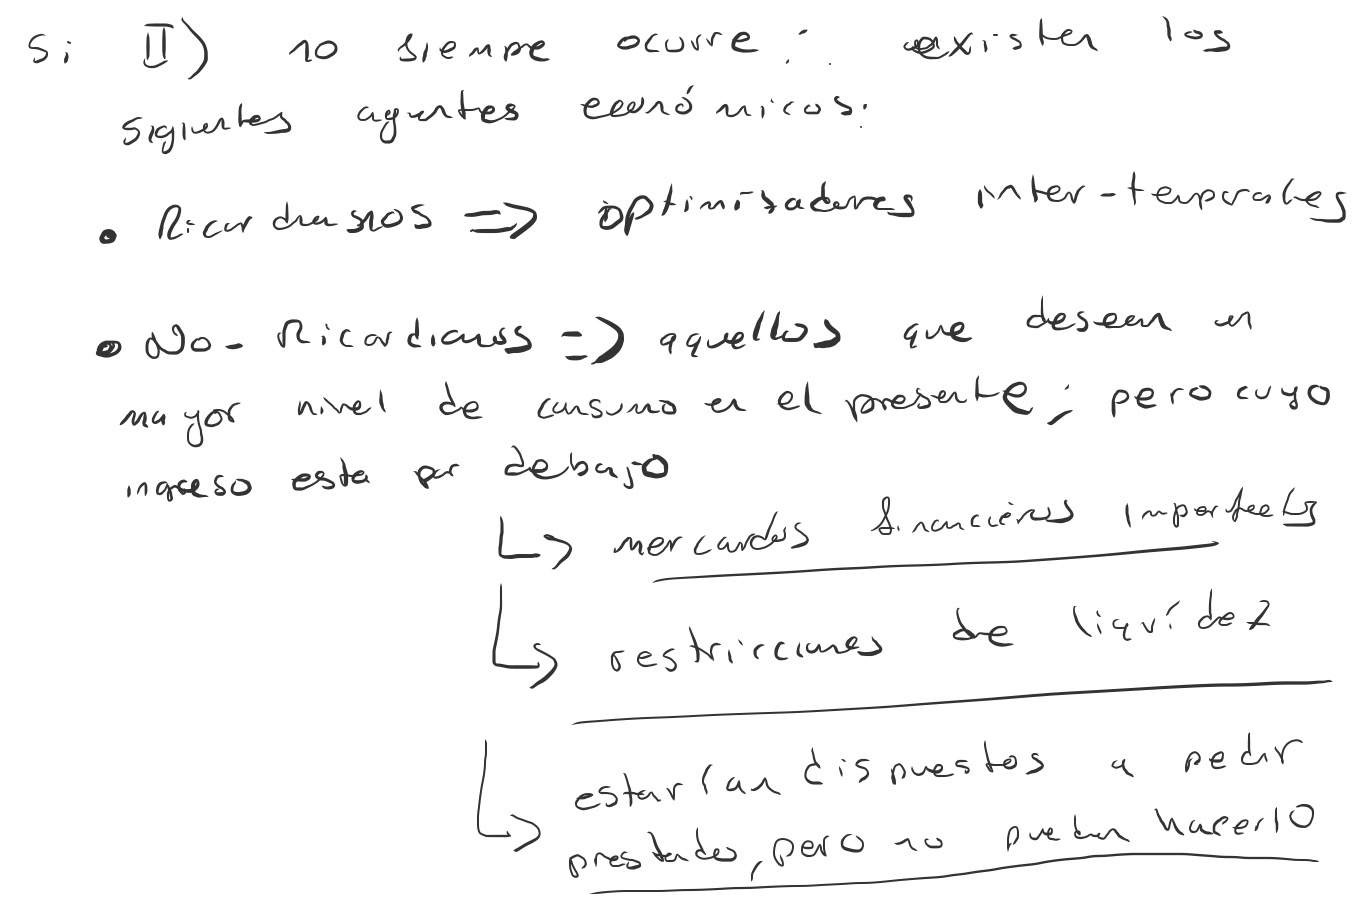 Si II) no siempre ocurre: existen los
siguientes agentes económicos:
• Ricardianos => optimizadores inter-temporales
• No-Ricardianos => aquellos que desean un
mayor nivel de consumo en el presente; pero cuyo
ingreso esta por debajo
↳ mercados financieros imperfectos
↳ restricciones de liquídez
↳ estarían dispuestos a pedir
prestado, pero no pueden hacerlo